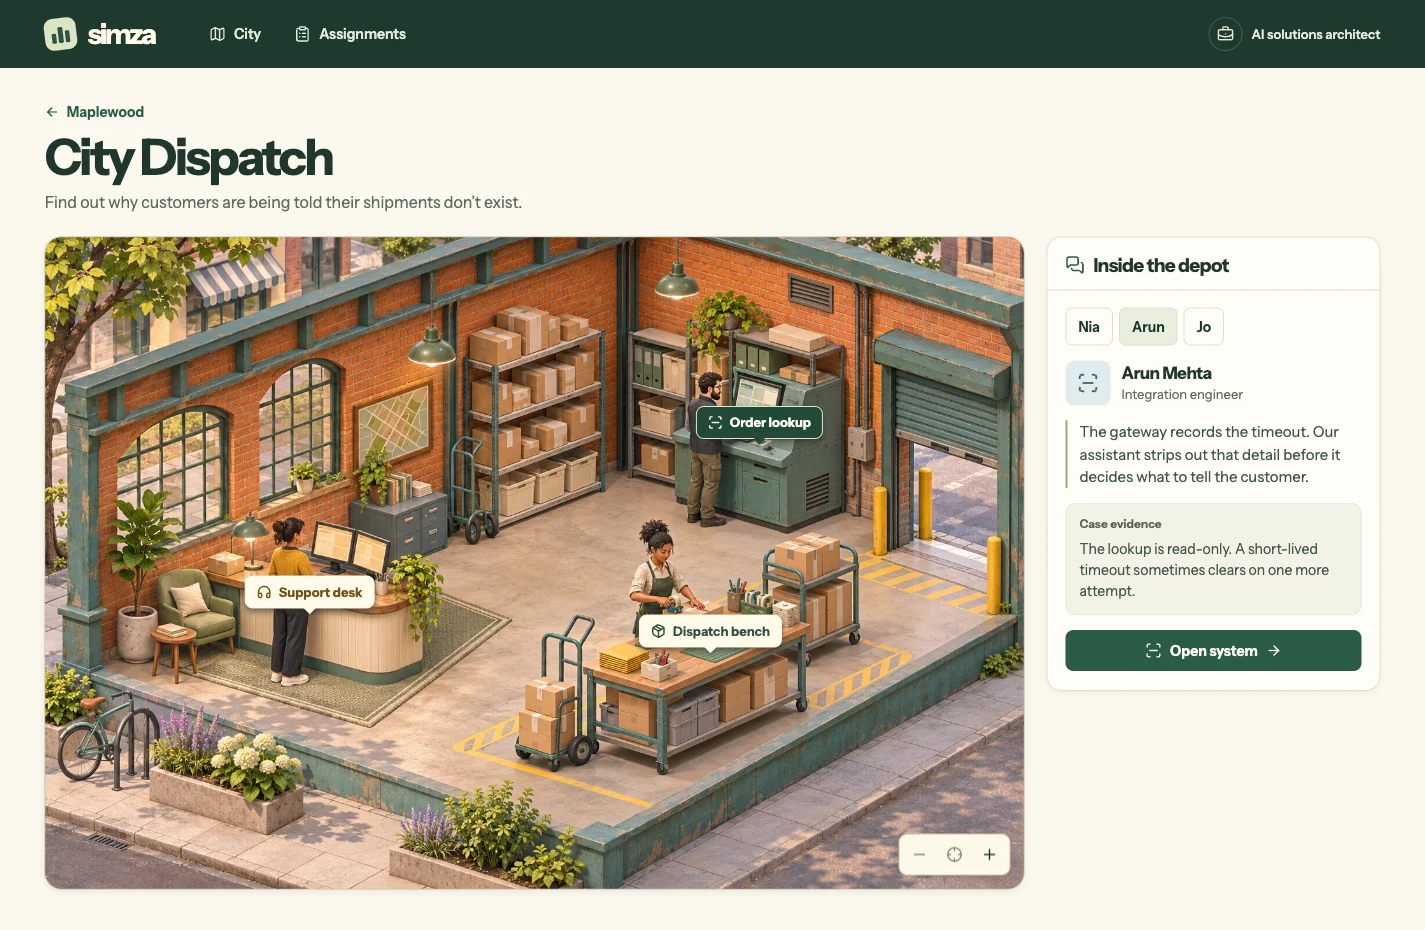 simza
City
Assignments
AI solutions architect
Maplewood
City Dispatch
Find out why customers are being told their shipments don't exist.
Order lookup
Support desk
Dispatch bench
Inside the depot
Nia
Arun
Jo
Arun Mehta
Integration engineer
The gateway records the timeout. Our
assistant strips out that detail before it
decides what to tell the customer.
Case evidence
The lookup is read-only. A short-lived
timeout sometimes clears on one more
attempt.
Open system